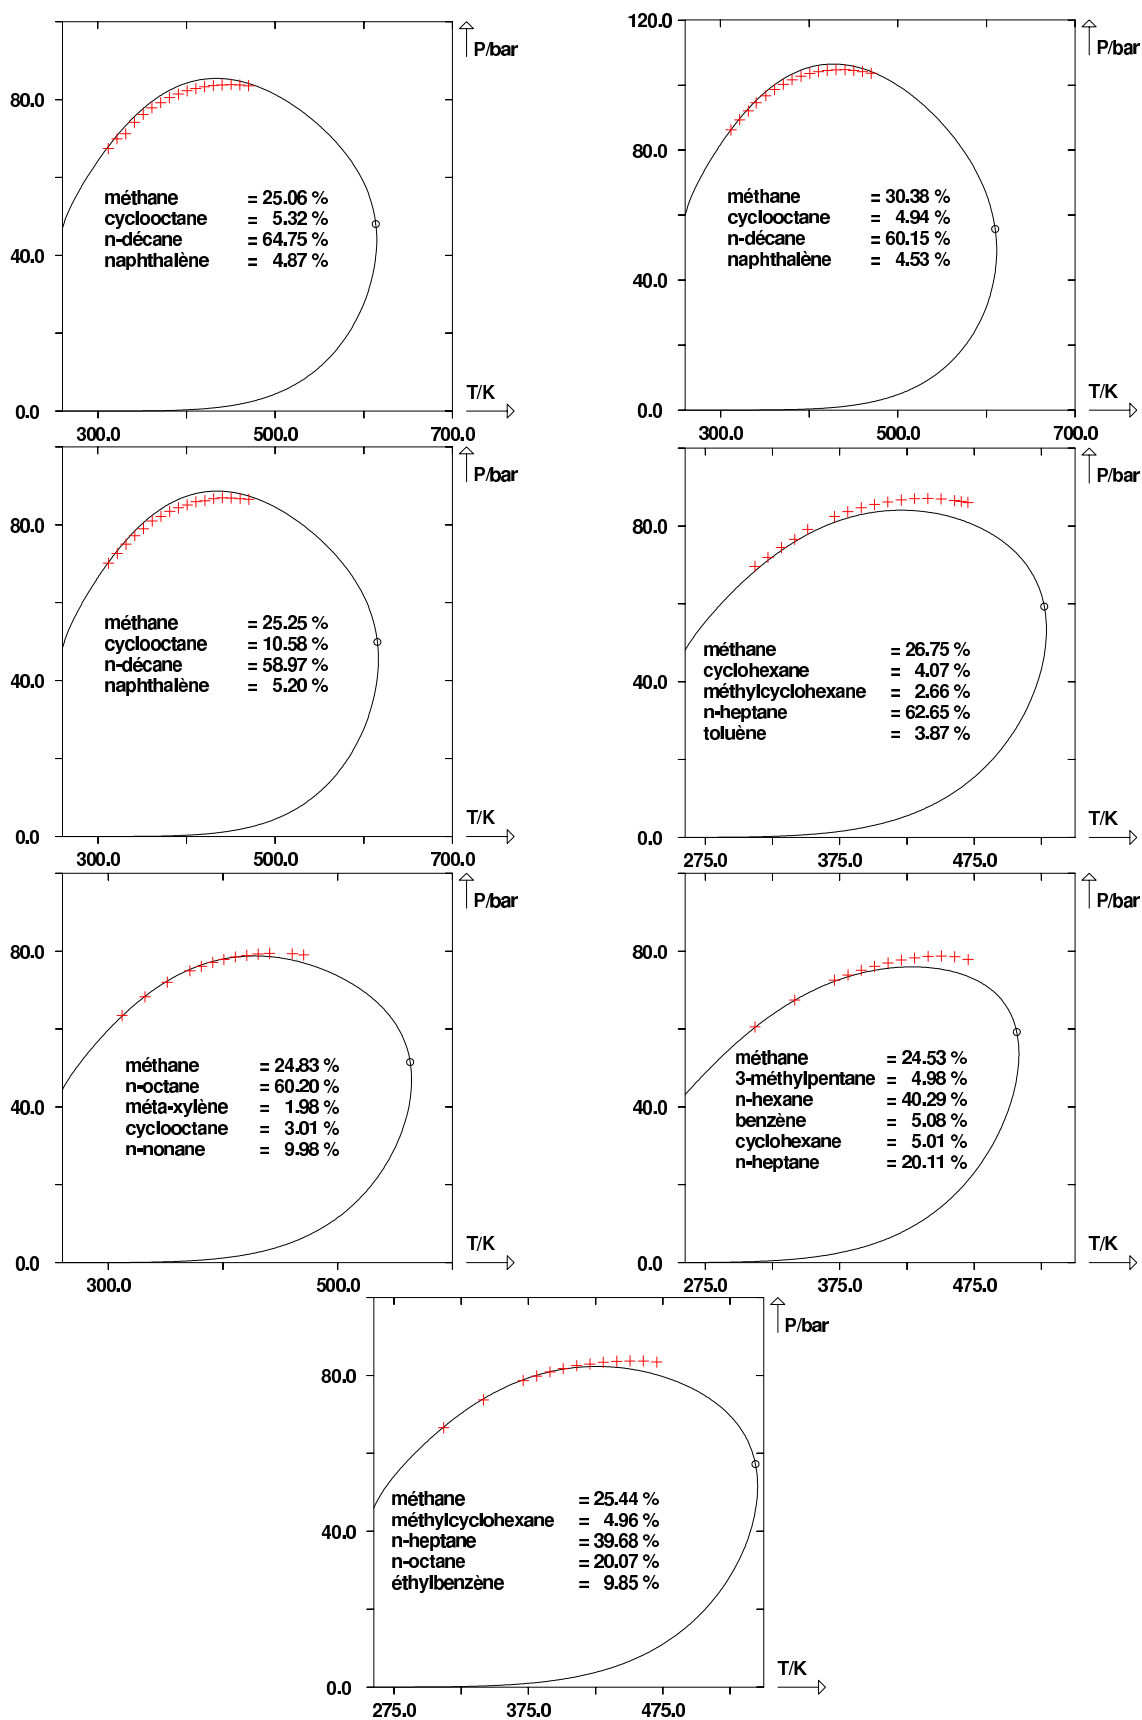 P/bar
80.0
méthane = 25.06 %
cyclooctane = 5.32 %
n-décane = 64.75 %
naphthalène = 4.87 %
40.0
T/K
0.0
300.0 500.0 700.0
120.0
P/bar
80.0
méthane = 30.38 %
cyclooctane = 4.94 %
n-décane = 60.15 %
naphthalène = 4.53 %
40.0
T/K
0.0
300.0 500.0 700.0
P/bar
80.0
méthane = 25.25 %
cyclooctane = 10.58 %
n-décane = 58.97 %
naphthalène = 5.20 %
40.0
T/K
0.0
300.0 500.0 700.0
P/bar
80.0
méthane = 26.75 %
cyclohexane = 4.07 %
méthylcyclohexane = 2.66 %
n-heptane = 62.65 %
toluène = 3.87 %
40.0
T/K
0.0
275.0 375.0 475.0
P/bar
80.0
méthane = 24.83 %
n-octane = 60.20 %
méta-xylène = 1.98 %
cyclooctane = 3.01 %
n-nonane = 9.98 %
40.0
T/K
0.0
300.0 500.0
P/bar
80.0
méthane = 24.53 %
3-méthylpentane = 4.98 %
n-hexane = 40.29 %
benzène = 5.08 %
cyclohexane = 5.01 %
n-heptane = 20.11 %
40.0
T/K
0.0
275.0 375.0 475.0
P/bar
80.0
méthane = 25.44 %
méthylcyclohexane = 4.96 %
n-heptane = 39.68 %
n-octane = 20.07 %
éthylbenzène = 9.85 %
40.0
T/K
0.0
275.0 375.0 475.0